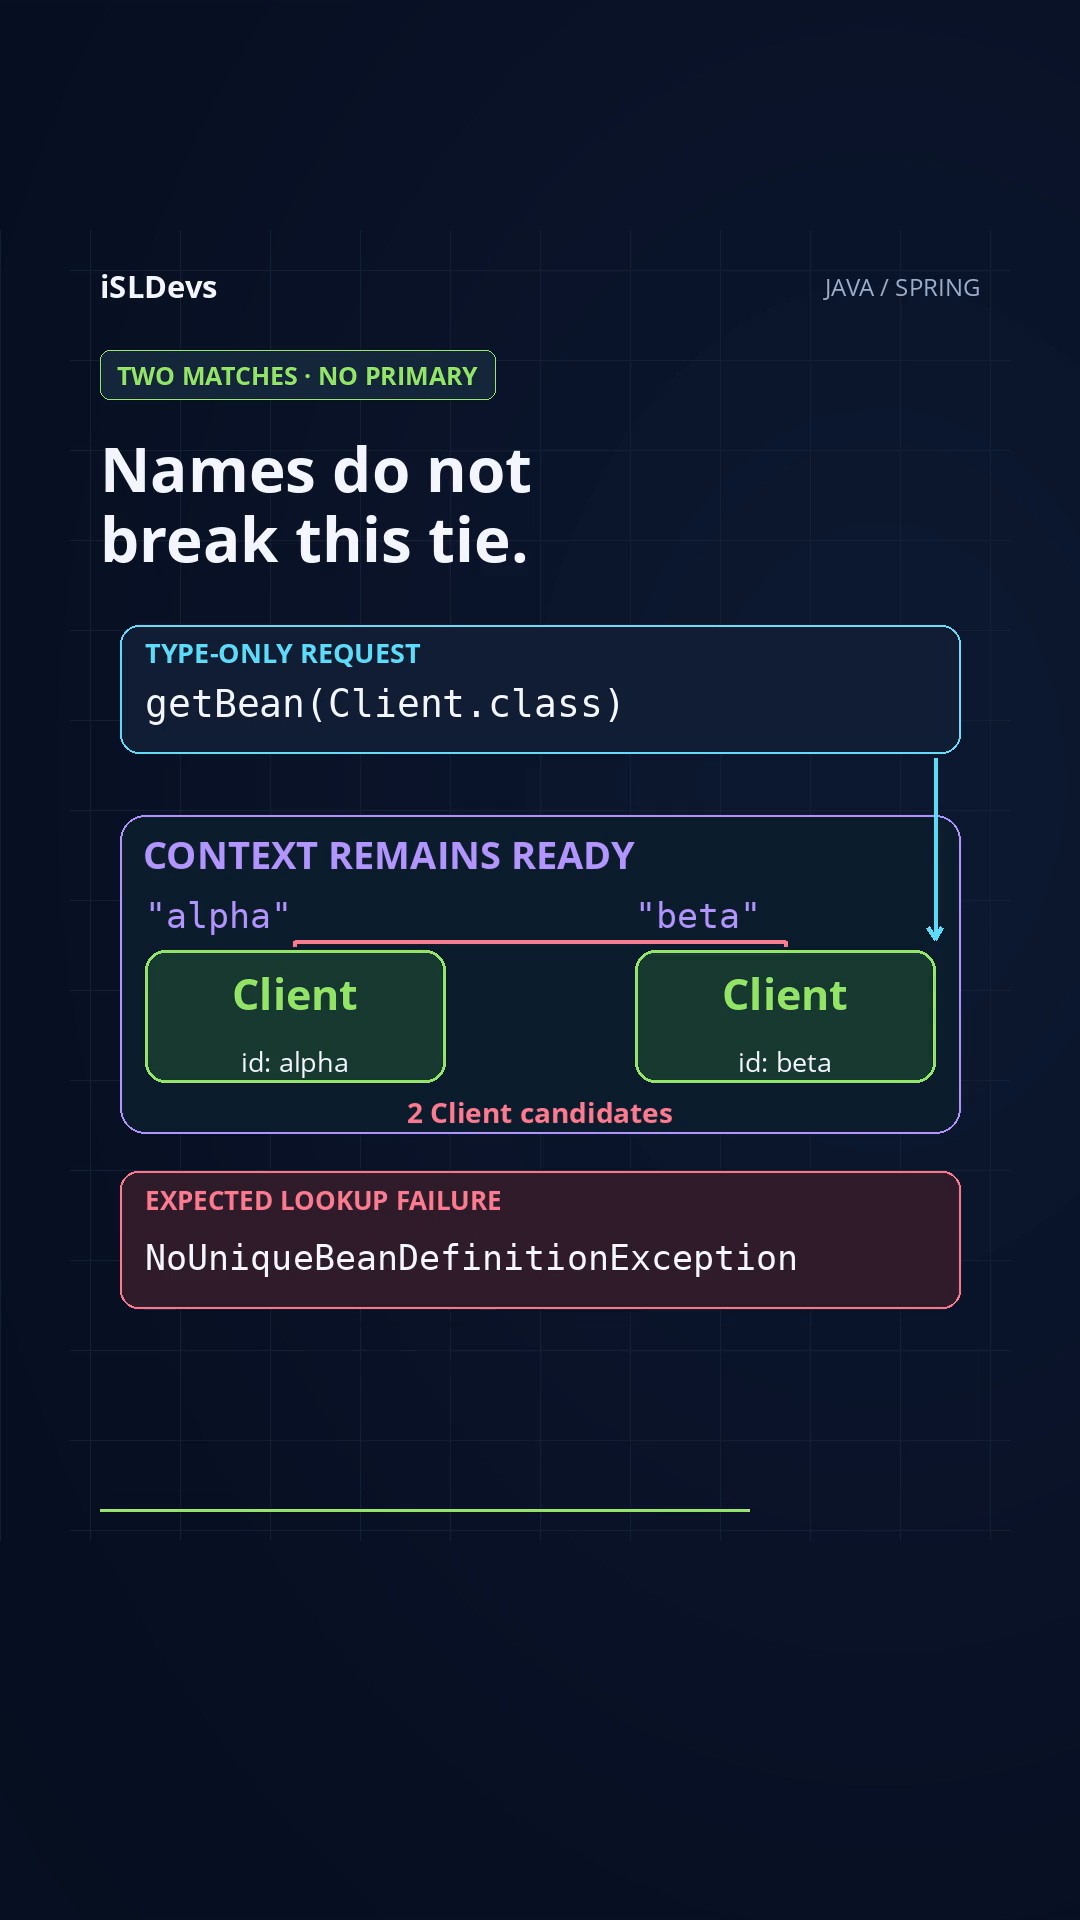 iSLDevs
JAVA / SPRING
TWO MATCHES · NO PRIMARY
Names do not
break this tie.
TYPE-ONLY REQUEST
getBean(Client.class)
CONTEXT REMAINS READY
"alpha"
"beta"
Client
Client
id: alpha
id: beta
2 Client candidates
EXPECTED LOOKUP FAILURE
NoUniqueBeanDefinitionException